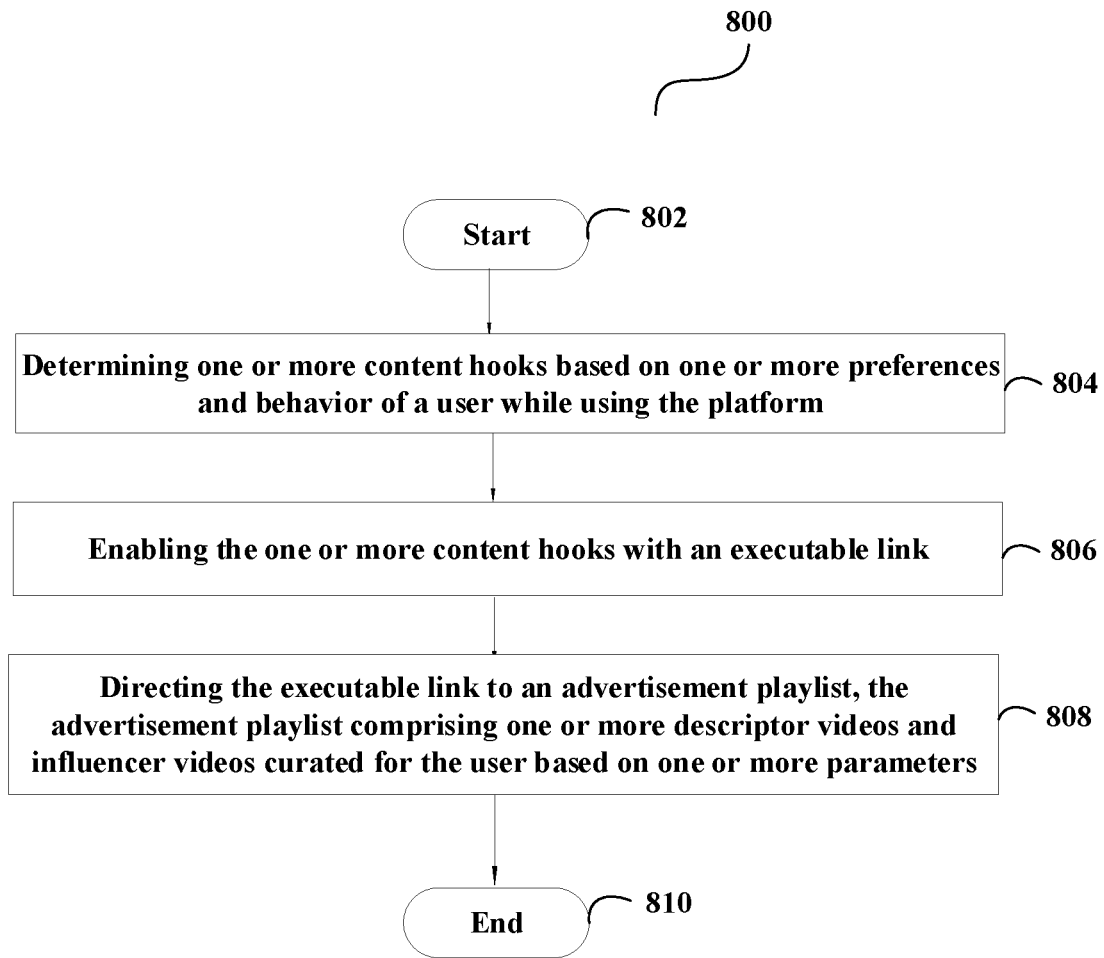 800
Start
802
Determining one or more content hooks based on one or more preferences
and behavior of a user while using the platform
804
Enabling the one or more content hooks with an executable link
806
Directing the executable link to an advertisement playlist, the
advertisement playlist comprising one or more descriptor videos and
influencer videos curated for the user based on one or more parameters
808
End
810